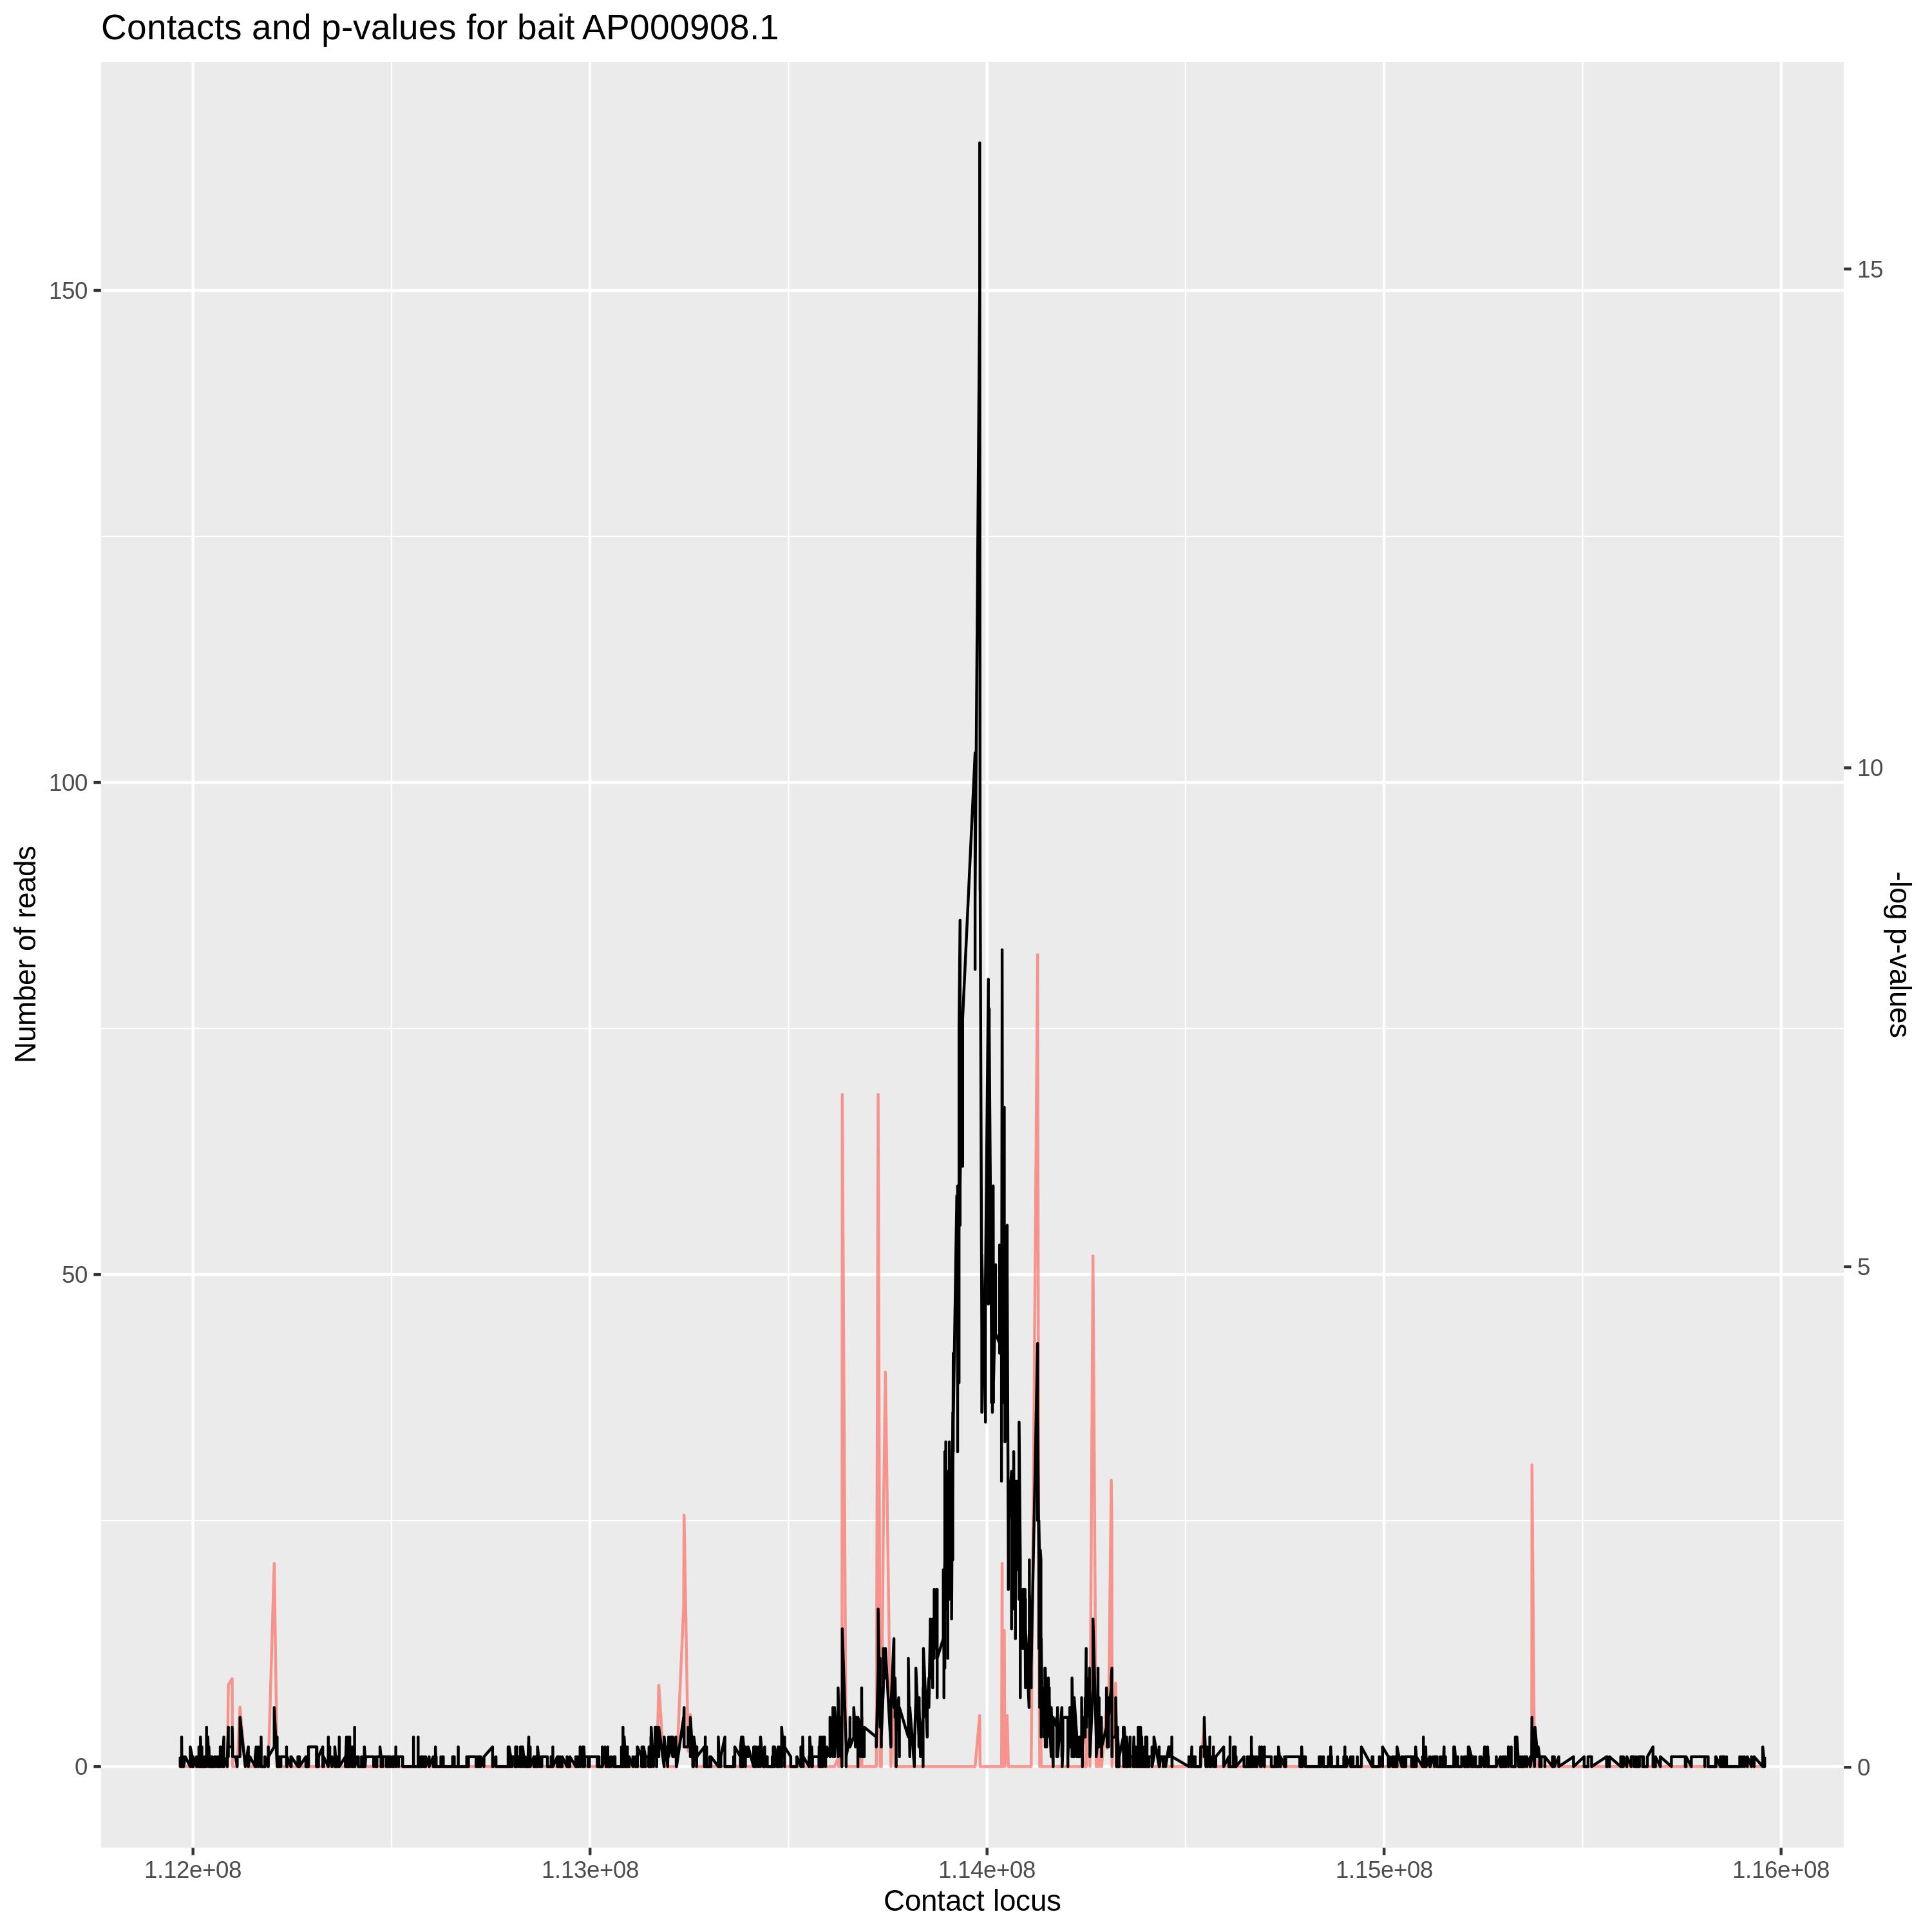 Contacts and p-values for bait AP000908.1
150
100
50
0
Number of reads
15
10
5
0
-log p-values
1.12e+08
1.13e+08
1.14e+08
1.15e+08
1.16e+08
Contact locus